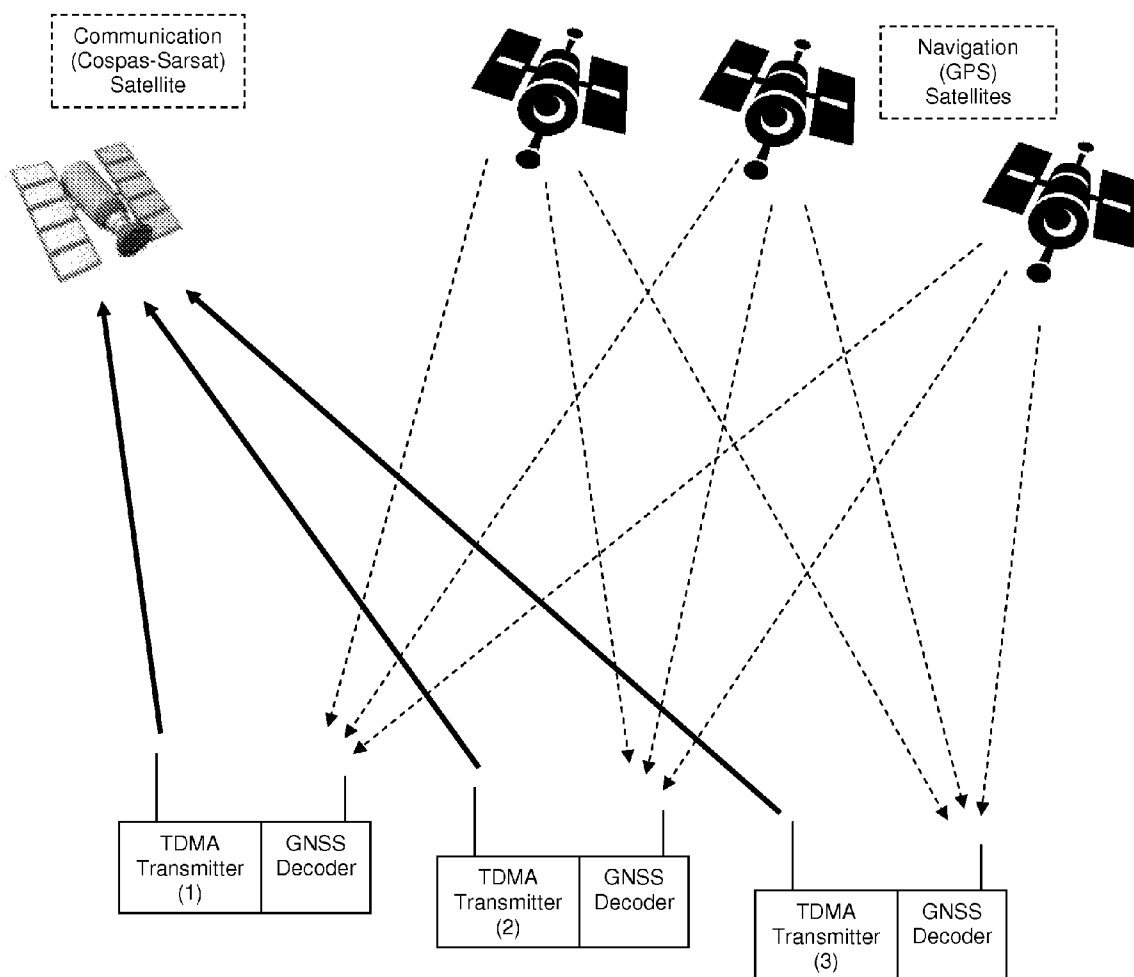 Communication
(Cospas-Sarsat)
Satellite
Navigation
(GPS)
Satellites
TDMA
Transmitter
(1)
GNSS
Decoder
TDMA
Transmitter
(2)
GNSS
Decoder
TDMA
Transmitter
(3)
GNSS
Decoder